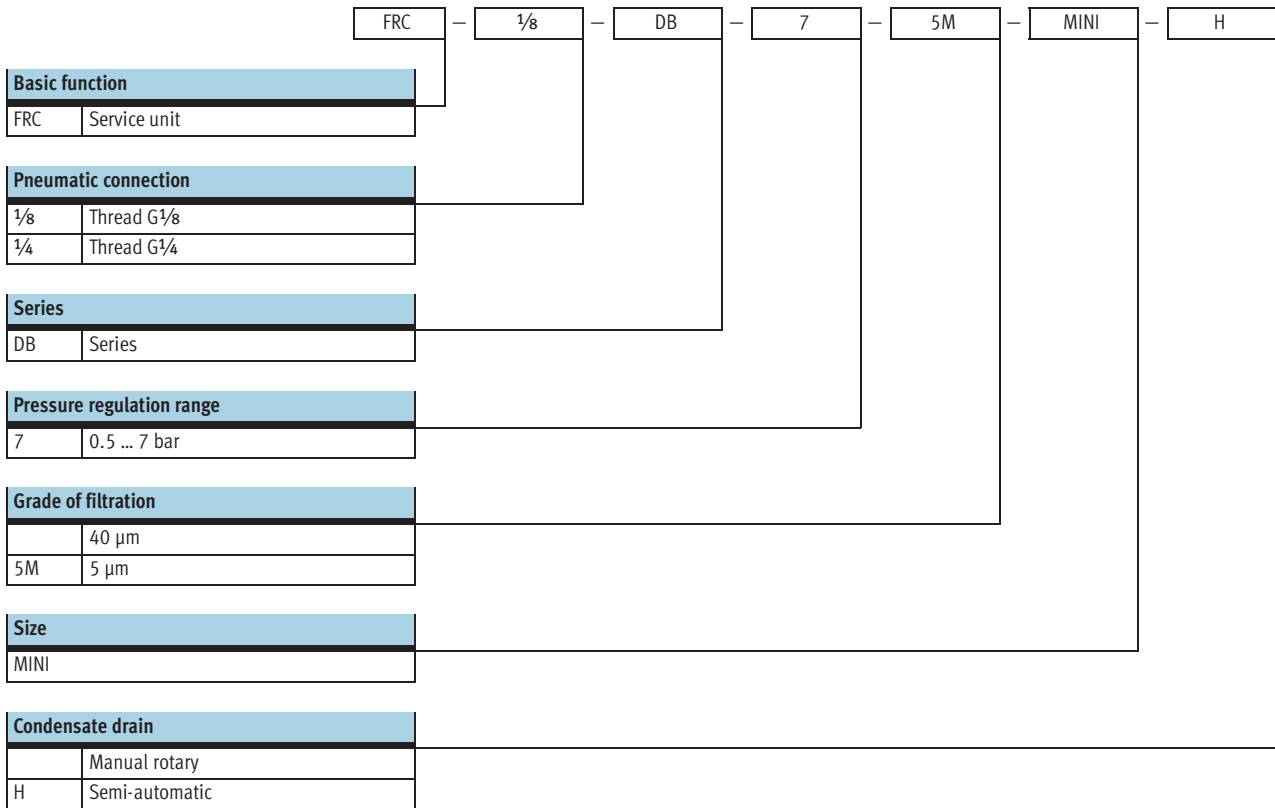 FRC – ⅛ – DB – 7 – 5M – MINI – H
Basic function
FRC Service unit
Pneumatic connection
⅛ Thread G⅛
¼ Thread G¼
Series
DB Series
Pressure regulation range
7 0.5 ... 7 bar
Grade of filtration
40 µm
5M 5 µm
Size
MINI
Condensate drain
Manual rotary
H Semi-automatic